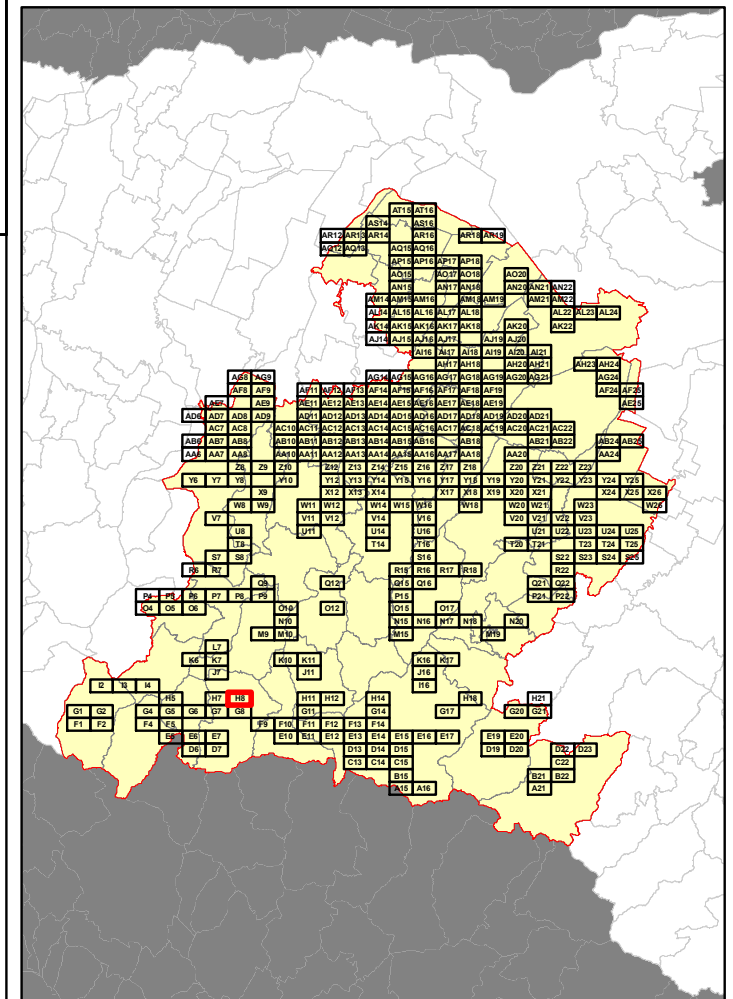 AT15 AT16
AS14 AS16
AR12 AR13 AR14 AR16 AR18 AR19
AQ12 AQ13 AQ15 AQ16
AP15 AP16 AP17 AP18
AO15 AO17 AO18 AO20
AN15 AN17 AN18 AN20 AN21 AN22
AM14 AM15 AM16 AM18 AM19 AM21 AM22
AL14 AL15 AL16 AL17 AL18 AL22 AL23 AL24
AK14 AK15 AK16 AK17 AK18 AK20 AK22
AJ14 AJ15 AJ16 AJ17 AJ19 AJ20
AI16 AI17 AI18 AI19 AI20 AI21
AH17 AH18 AH20 AH21 AH23 AH24
AG8 AG9 AG14 AG15 AG16 AG17 AG18 AG19 AG20 AG21 AG24
AF8 AF9 AF11 AF12 AF13 AF14 AF15 AF16 AF17 AF18 AF19 AF24 AF25
AE7 AE9 AE11 AE12 AE13 AE14 AE15 AE16 AE17 AE18 AE19 AE25
AD6 AD7 AD8 AD9 AD11 AD12 AD13 AD14 AD15 AD16 AD17 AD18 AD19 AD20 AD21
AC7 AC8 AC10 AC11 AC12 AC13 AC14 AC15 AC16 AC17 AC18 AC19 AC20 AC21 AC22
AB6 AB7 AB8 AB10 AB11 AB12 AB13 AB14 AB15 AB16 AB18 AB21 AB22 AB24 AB25
AA6 AA7 AA8 AA10 AA11 AA12 AA13 AA14 AA15 AA16 AA17 AA18 AA20 AA24
Z8 Z9 Z10 Z12 Z13 Z14 Z15 Z16 Z17 Z18 Z20 Z21 Z22 Z23
Y6 Y7 Y8 Y10 Y12 Y13 Y14 Y15 Y16 Y17 Y18 Y19 Y20 Y21 Y22 Y23 Y24 Y25
X9 X12 X13 X14 X17 X18 X19 X20 X21 X24 X25 X26
W8 W9 W11 W12 W14 W15 W16 W18 W20 W21 W23 W26
V7 V11 V12 V14 V16 V20 V21 V22 V23
U8 U11 U14 U16 U21 U22 U23 U24 U25
T8 T14 T16 T20 T21 T23 T24 T25
S7 S8 S16 S22 S23 S24 S25
R6 R7 R15 R16 R17 R18 R22
Q9 Q12 Q15 Q16 Q21 Q22
P4 P5 P6 P7 P8 P9 P15 P21 P22
O4 O5 O6 O10 O12 O15 O17
N10 N15 N16 N17 N18 N20
M9 M10 M15 M19
L7
K6 K7 K10 K11 K16 K17
J7 J11 J16
I2 I3 I4 I16
H5 H7 H8 H11 H12 H14 H18 H21
G1 G2 G4 G5 G6 G7 G8 G11 G14 G17 G20 G21
F1 F2 F4 F5 F9 F10 F11 F12 F13 F14
E5 E6 E7 E10 E11 E12 E13 E14 E15 E16 E17 E19 E20
D6 D7 D13 D14 D15 D19 D20 D22 D23
C13 C14 C15 C22
B15 B21 B22
A15 A16 A21